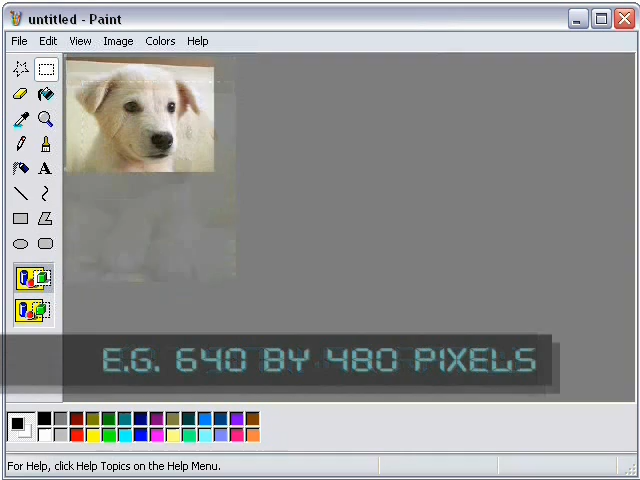 untitled - Paint
File Edit View Image Colors Help
A
E.G. 640 BY 480 PIXELS
For Help, click Help Topics on the Help Menu.